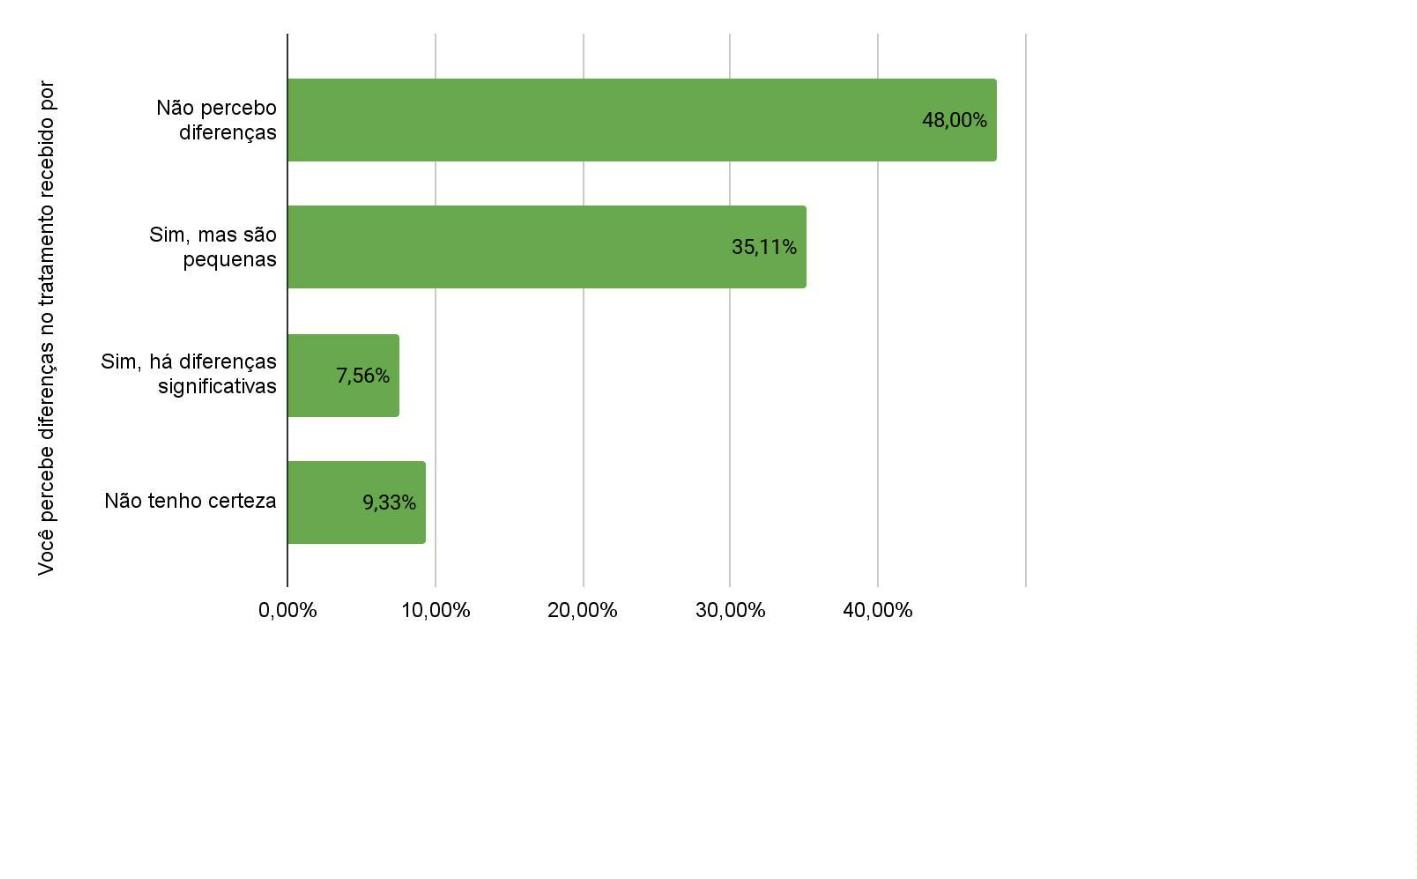 Você percebe diferenças no tratamento recebido por
Não percebo
diferenças
48,00%
Sim, mas são
pequenas
35,11%
Sim, há diferenças
significativas
7,56%
Não tenho certeza
9,33%
0,00%
10,00%
20,00%
30,00%
40,00%